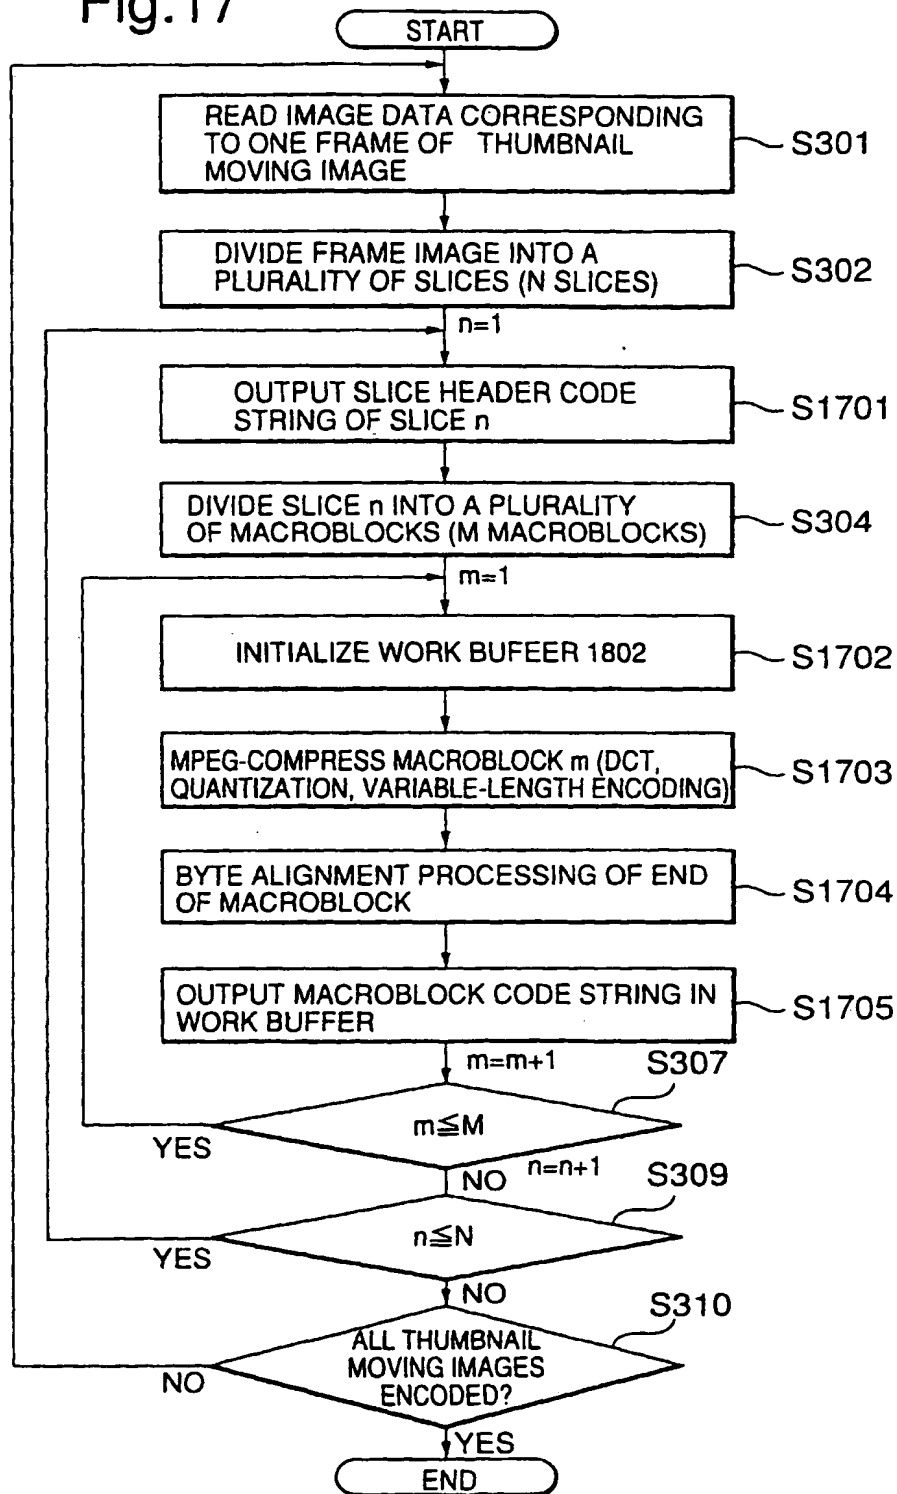 Fig.17
START
READ IMAGE DATA CORRESPONDING
TO ONE FRAME OF THUMBNAIL
MOVING IMAGE
S301
DIVIDE FRAME IMAGE INTO A
PLURALITY OF SLICES (N SLICES)
S302
n=1
OUTPUT SLICE HEADER CODE
STRING OF SLICE n
S1701
DIVIDE SLICE n INTO A PLURALITY
OF MACROBLOCKS (M MACROBLOCKS)
S304
m=1
INITIALIZE WORK BUFEER 1802
S1702
MPEG-COMPRESS MACROBLOCK m (DCT,
QUANTIZATION, VARIABLE-LENGTH ENCODING)
S1703
BYTE ALIGNMENT PROCESSING OF END
OF MACROBLOCK
S1704
OUTPUT MACROBLOCK CODE STRING IN
WORK BUFFER
S1705
m=m+1
S307
m≦M
YES
NO
n=n+1
S309
n≦N
YES
NO
S310
ALL THUMBNAIL
MOVING IMAGES
ENCODED?
NO
YES
END